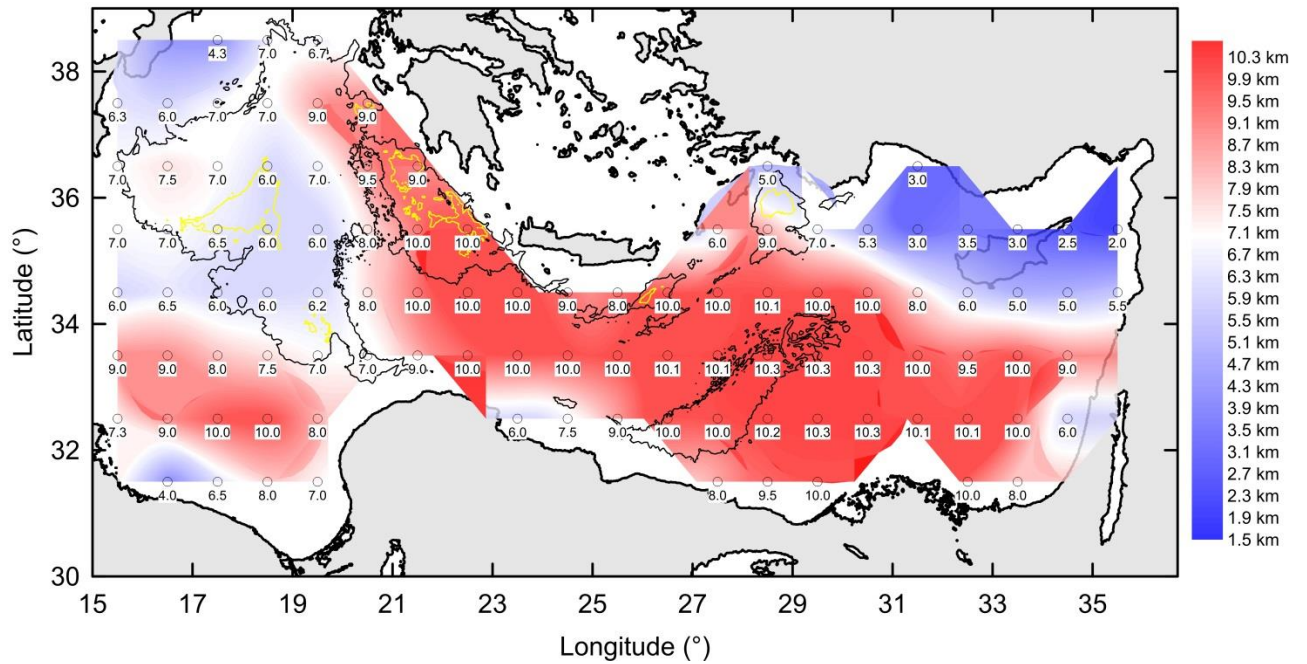 10.3 km
9.9 km
9.5 km
9.1 km
8.7 km
8.3 km
7.9 km
7.5 km
7.1 km
6.7 km
6.3 km
5.9 km
5.5 km
5.1 km
4.7 km
4.3 km
3.9 km
3.5 km
3.1 km
2.7 km
2.3 km
1.9 km
1.5 km
38
36
34
32
30
Latitude (°)
4.3 7.0 6.7
6.3 6.0 7.0 7.0 9.0 9.0
7.0 7.5 7.0 6.0 7.0 9.5 9.0 5.0 3.0
7.0 7.0 6.5 6.0 6.0 8.0 10.0 10.0 6.0 9.0 7.0 5.3 3.0 3.5 3.0 2.5 2.0
6.0 6.5 6.0 6.0 6.2 8.0 10.0 10.0 9.0 8.0 10.0 10.0 10.1 10.0 10.0 8.0 6.0 5.0 5.0 5.5
9.0 9.0 8.0 7.5 7.0 7.0 9.0 10.0 10.0 10.0 10.0 10.1 10.1 10.3 10.3 10.3 10.0 9.5 10.0 9.0
7.3 9.0 10.0 10.0 8.0 6.0 7.5 9.0 10.0 10.0 10.2 10.3 10.3 10.1 10.1 10.0 6.0
4.0 6.5 8.0 7.0 8.0 9.5 10.0 10.0 8.0
15 17 19 21 23 25 27 29 31 33 35
Longitude (°)